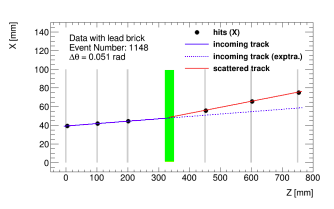 X [mm]
140
120
100
80
60
40
20
0
Data with lead brick
Event Number: 1148
Δθ = 0.051 rad
hits (X)
incoming track
incoming track (exptra.)
scattered track
0 100 200 300 400 500 600 700 800
Z [mm]